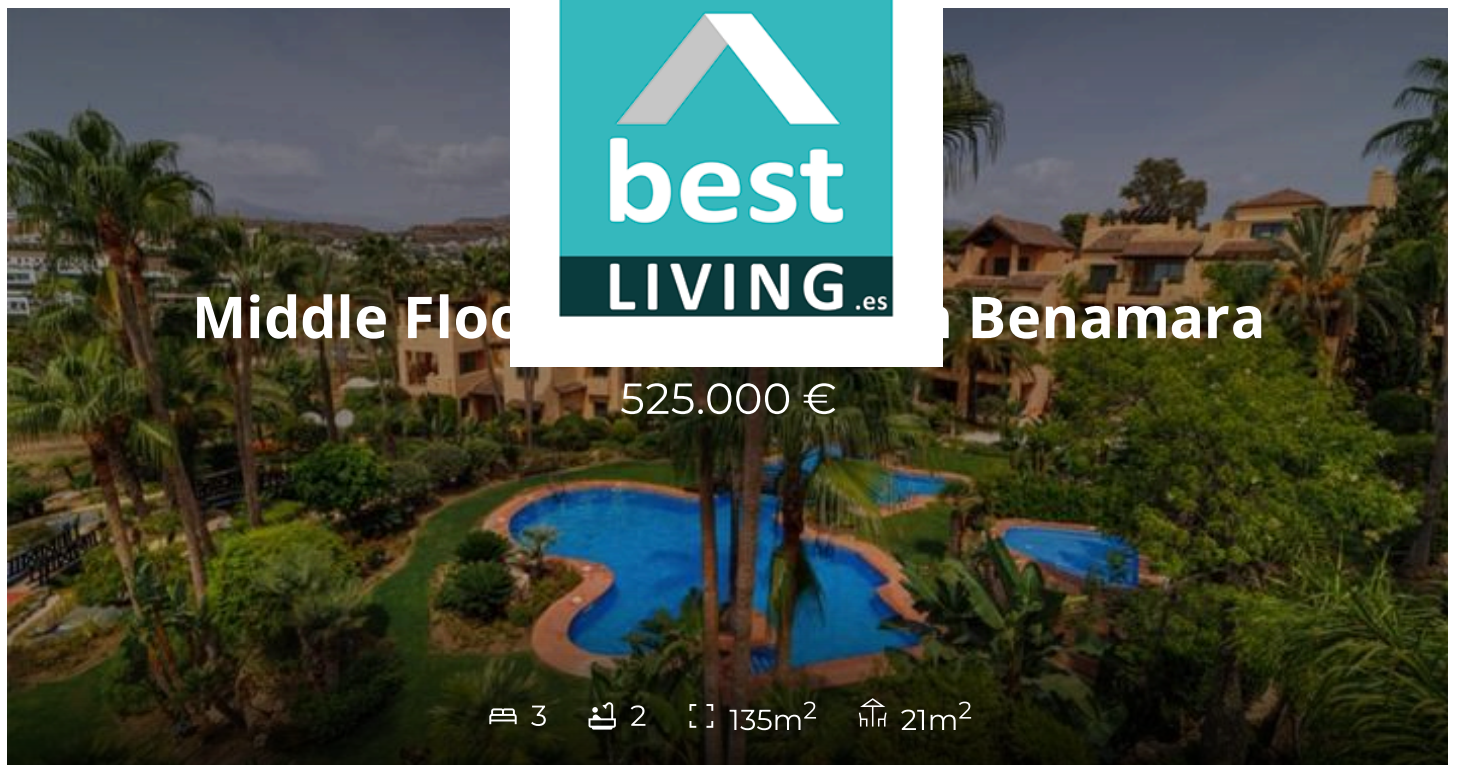 best
LIVING.es
Middle Floo Benamara
525.000 €
3 2 135m² 21m²